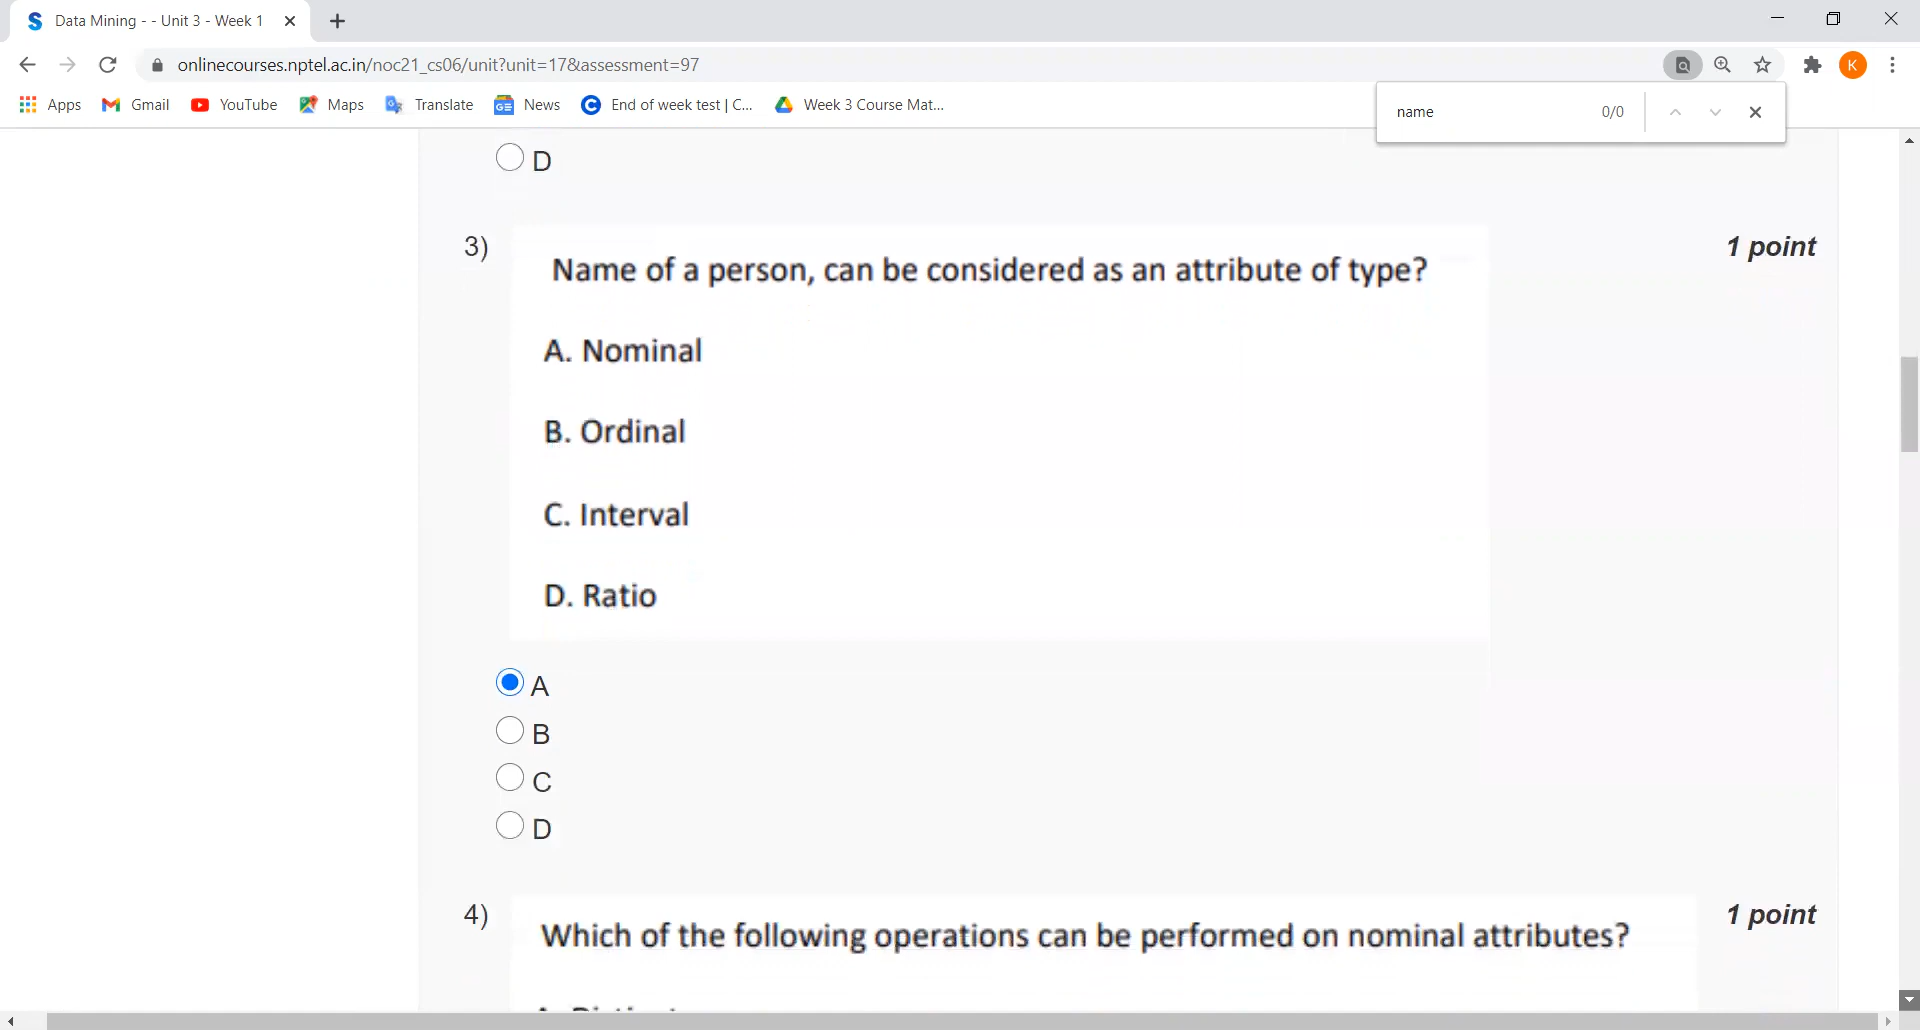 Data Mining - - Unit 3 - Week 1
onlinecourses.nptel.ac.in/noc21_cs06/unit?unit=17&assessment=97
K
Apps Gmail YouTube Maps Translate News End of week test | C... Week 3 Course Mat...
name 0/0
D
3) 1 point
Name of a person, can be considered as an attribute of type?
A. Nominal
B. Ordinal
C. Interval
D. Ratio
A
B
C
D
4) 1 point
Which of the following operations can be performed on nominal attributes?